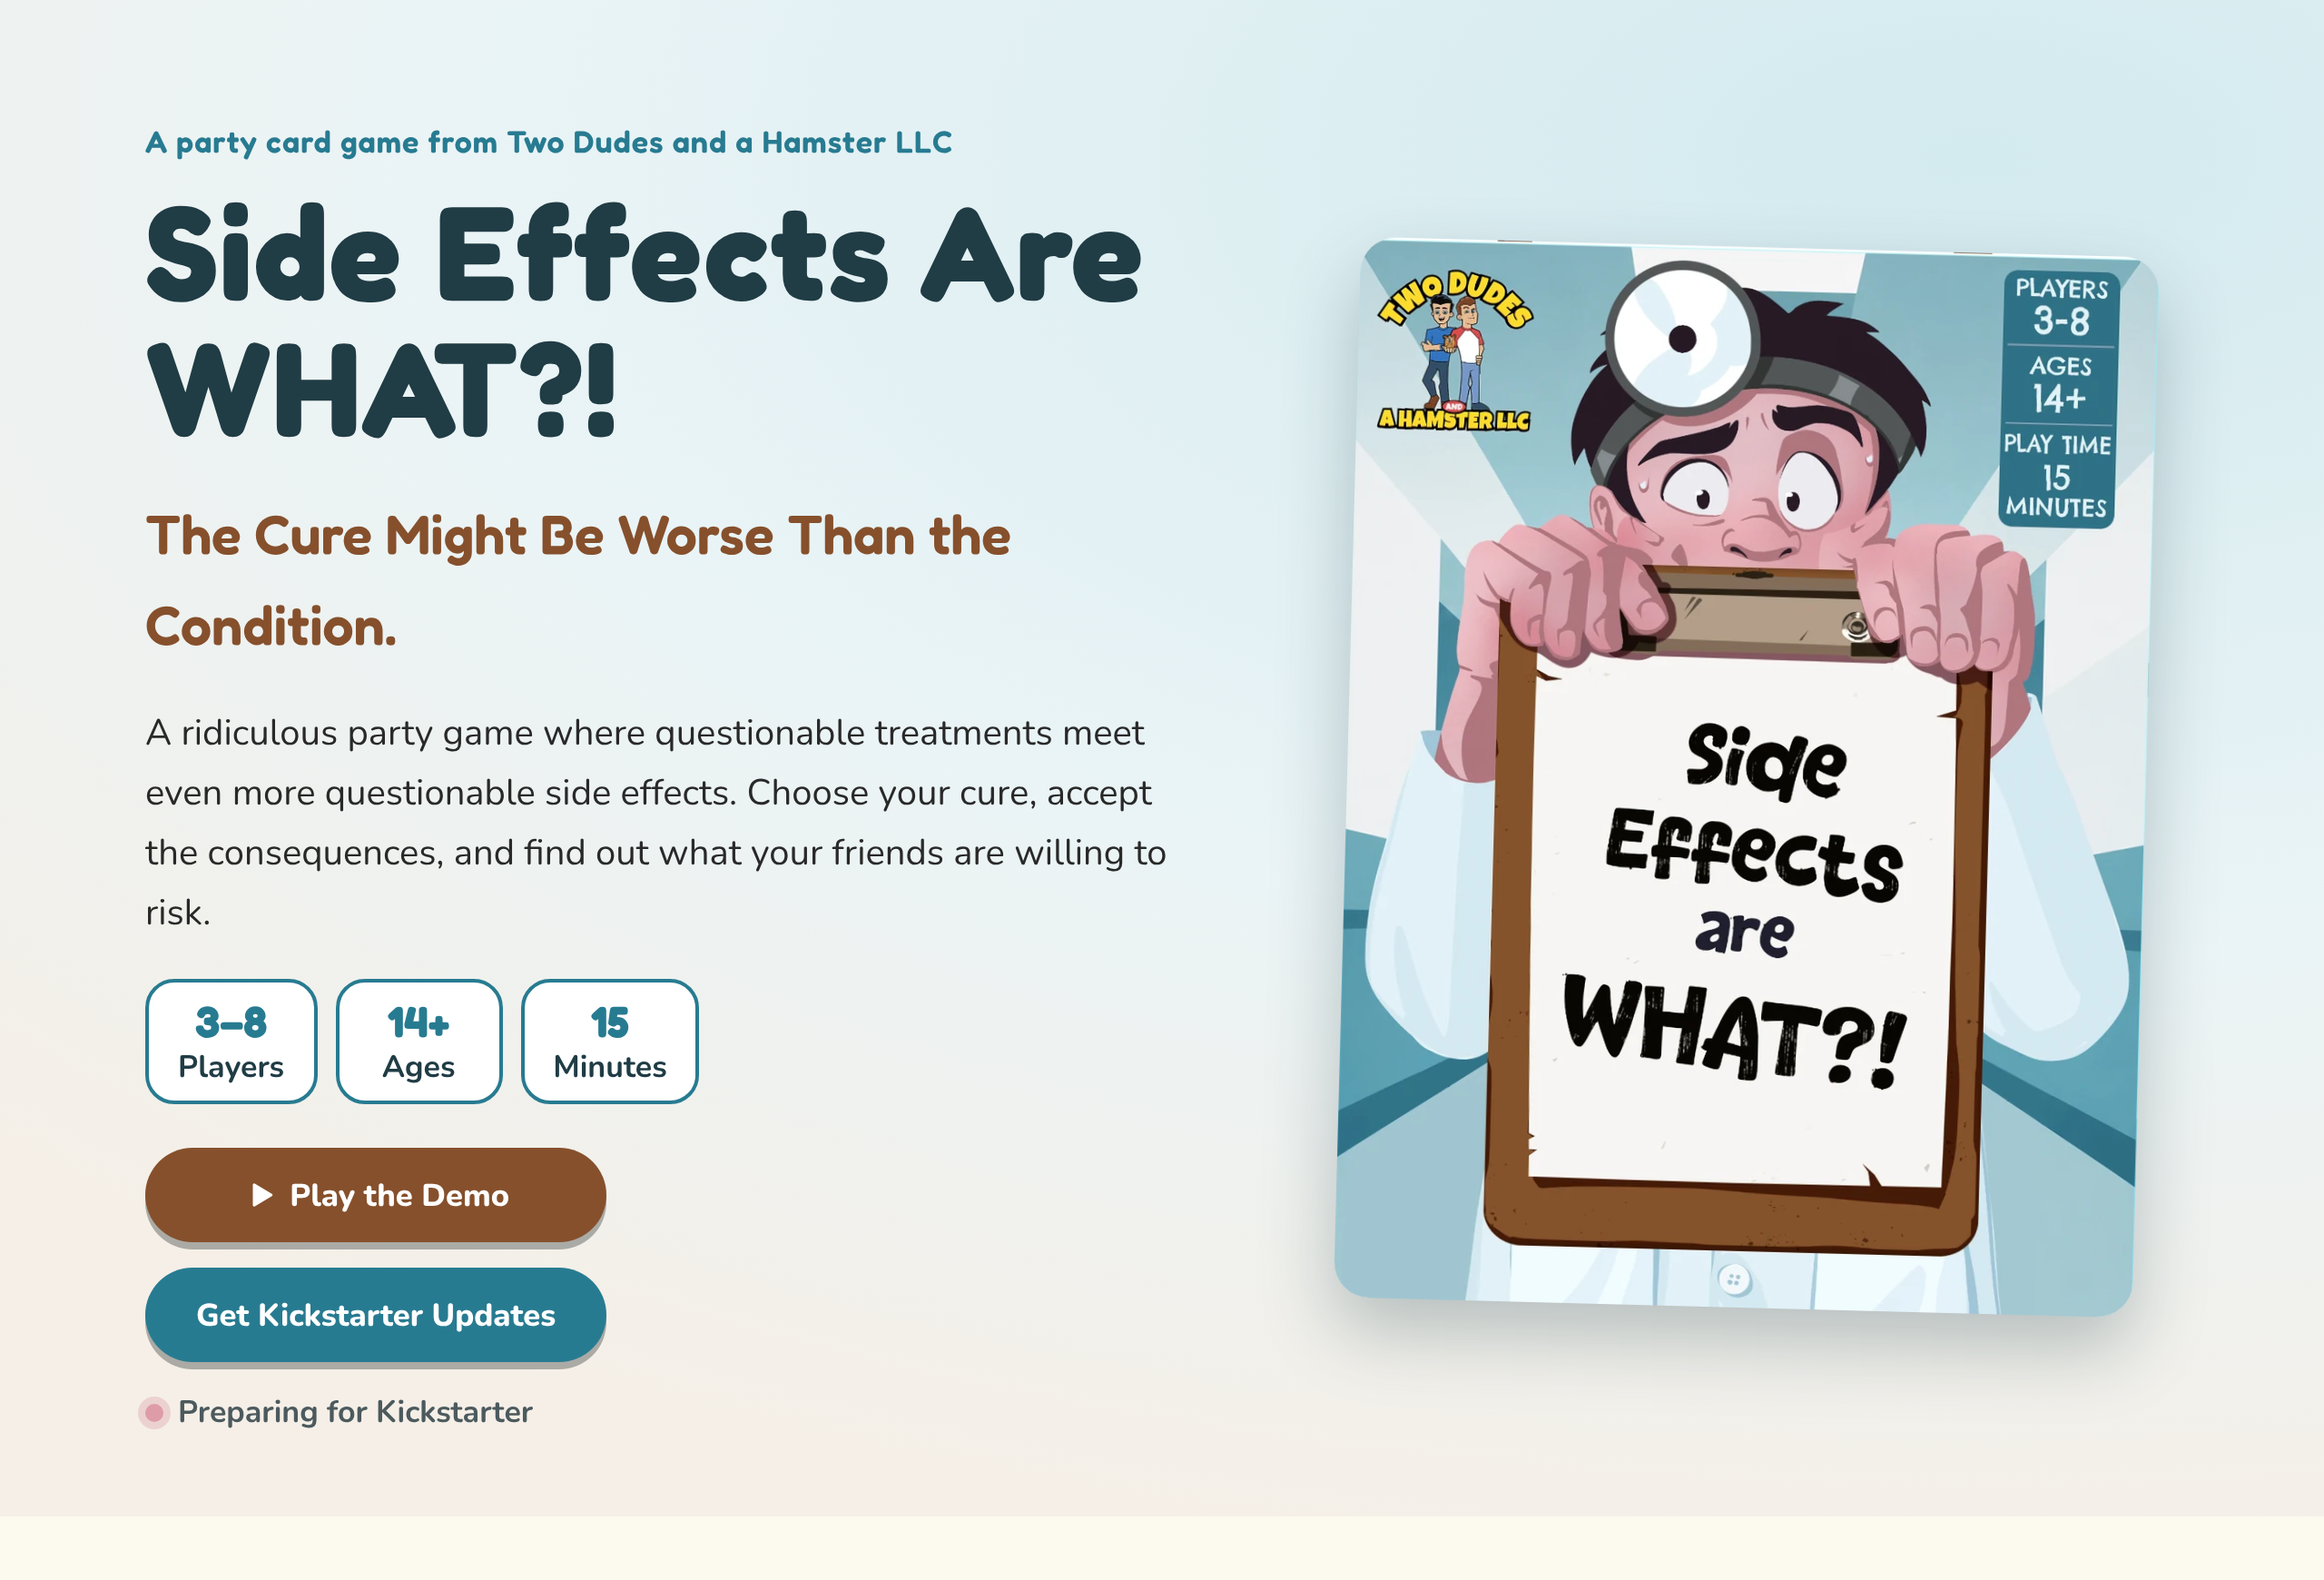 A party card game from Two Dudes and a Hamster LLC
Side Effects Are
WHAT?!
The Cure Might Be Worse Than the
Condition.
A ridiculous party game where questionable treatments meet
even more questionable side effects. Choose your cure, accept
the consequences, and find out what your friends are willing to
risk.
3–8
Players
14+
Ages
15
Minutes
Play the Demo
Get Kickstarter Updates
Preparing for Kickstarter
TWO DUDES
AND
A HAMSTER LLC
PLAYERS
3-8
AGES
14+
PLAY TIME
15
MINUTES
Side
Effects
are
WHAT?!